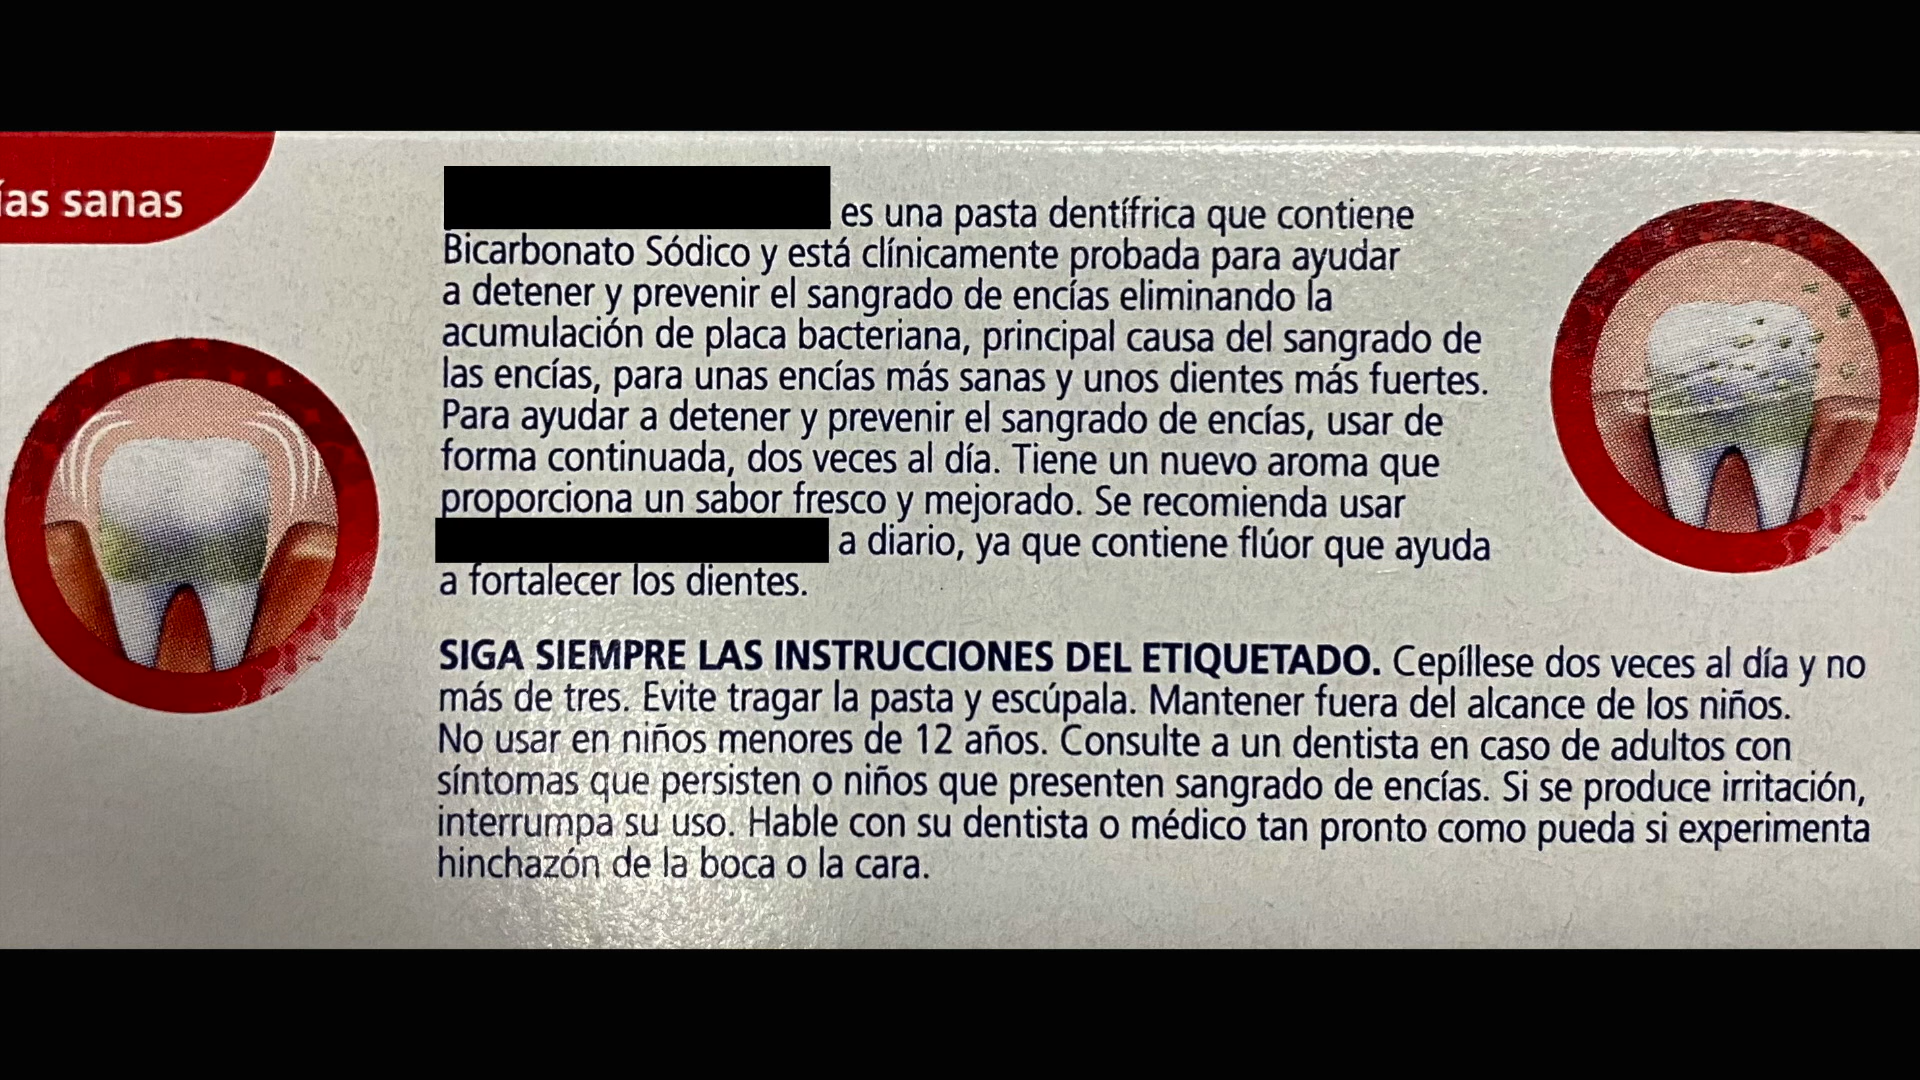 ías sanas
es una pasta dentífrica que contiene
Bicarbonato Sódico y está clínicamente probada para ayudar
a detener y prevenir el sangrado de encías eliminando la
acumulación de placa bacteriana, principal causa del sangrado de
las encías, para unas encías más sanas y unos dientes más fuertes.
Para ayudar a detener y prevenir el sangrado de encías, usar de
forma continuada, dos veces al día. Tiene un nuevo aroma que
proporciona un sabor fresco y mejorado. Se recomienda usar
a diario, ya que contiene flúor que ayuda
a fortalecer los dientes.
SIGA SIEMPRE LAS INSTRUCCIONES DEL ETIQUETADO. Cepíllese dos veces al día y no
más de tres. Evite tragar la pasta y escúpala. Mantener fuera del alcance de los niños.
No usar en niños menores de 12 años. Consulte a un dentista en caso de adultos con
síntomas que persisten o niños que presenten sangrado de encías. Si se produce irritación,
interrumpa su uso. Hable con su dentista o médico tan pronto como pueda si experimenta
hinchazón de la boca o la cara.